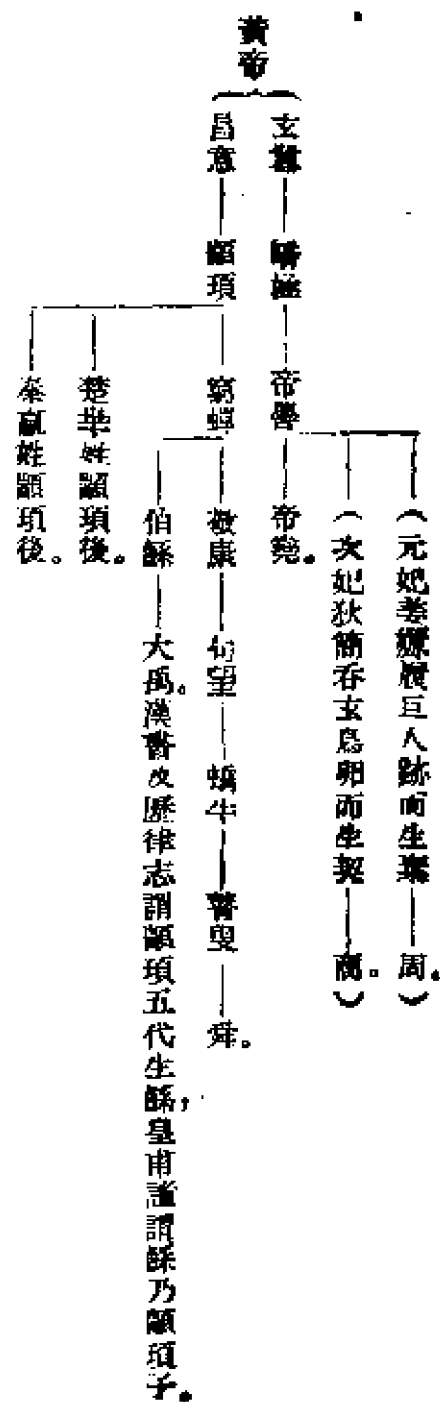 黃帝
玄囂——蟜極——帝嚳——帝堯。
(元妃姜嫄履巨人跡而生棄——周。)
(次妃狄簡吞玄鳥卵而生契——商。)
昌意——顓頊——窮蟬——敬康——句望——蟜牛——瞽叟——舜。
伯鯀——大禹。漢書及歷律志謂顓頊五代生鯀,皇甫謐謂鯀乃顓頊子。
楚羋姓顓頊後。
秦嬴姓顓頊後。